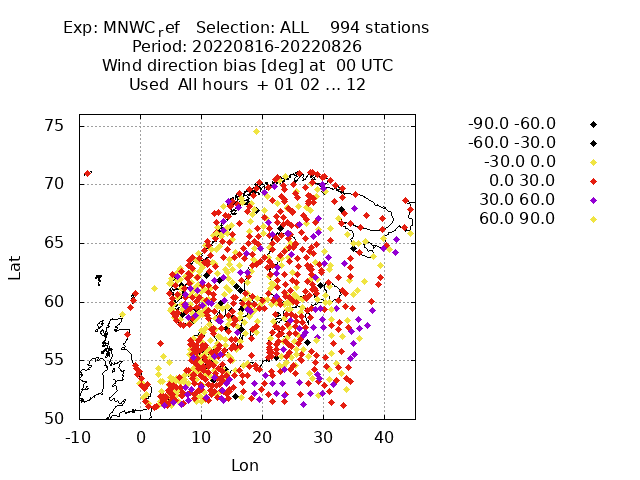 Exp: MNWCref   Selection: ALL    994 stations
Period: 20220816-20220826
Wind direction bias [deg] at  00 UTC
Used  All hours  + 01 02 ... 12
-90.0 -60.0
-60.0 -30.0
-30.0 0.0
0.0 30.0
30.0 60.0
60.0 90.0
75
70
65
60
55
50
Lat
-10 0 10 20 30 40
Lon